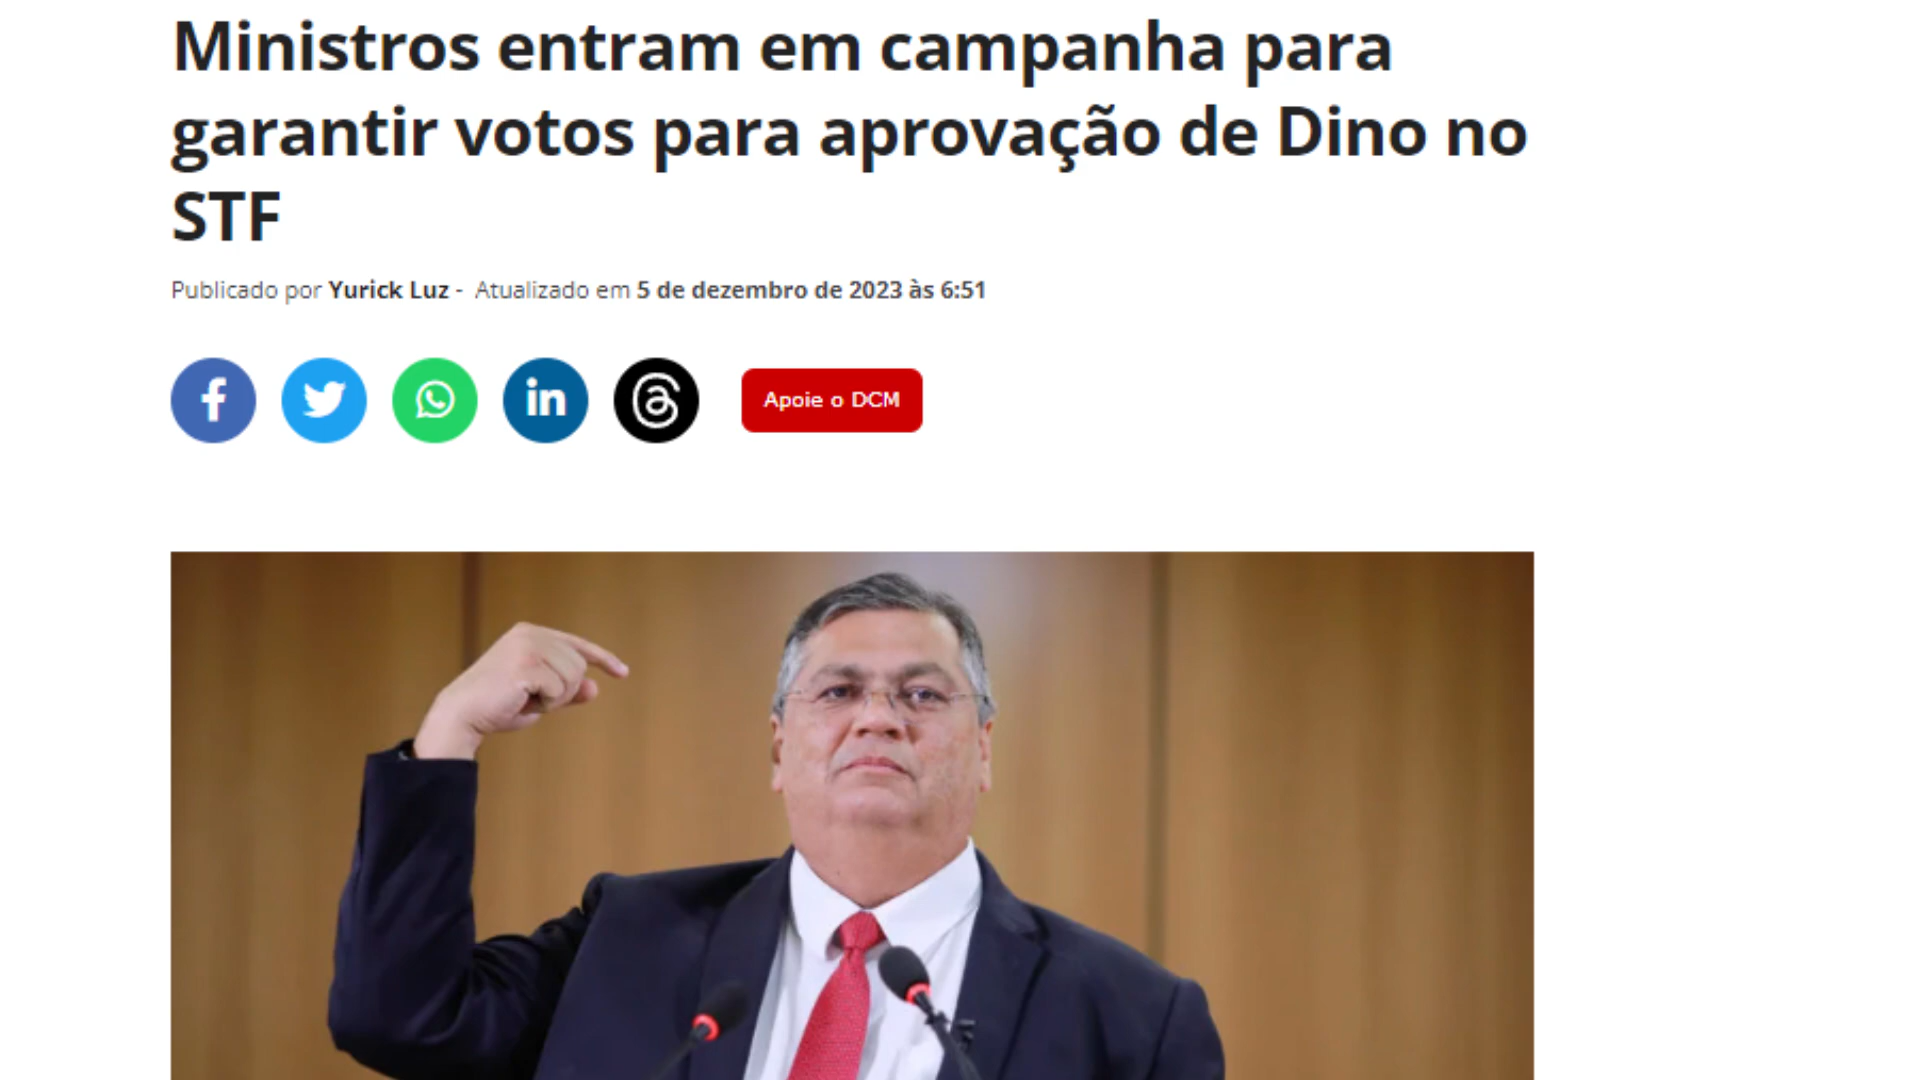 Ministros entram em campanha para
garantir votos para aprovação de Dino no
STF
Publicado por Yurick Luz - Atualizado em 5 de dezembro de 2023 às 6:51
Apoie o DCM